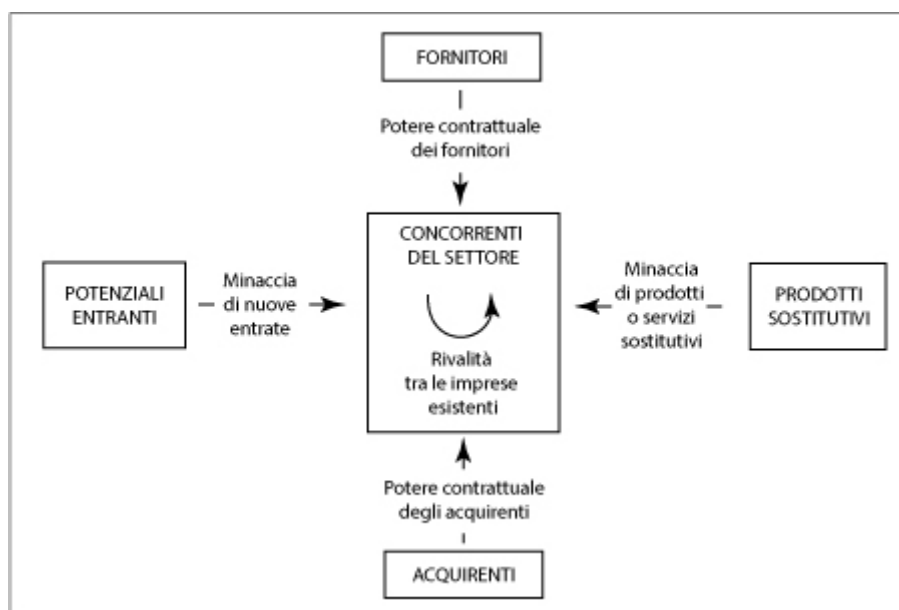 FORNITORI
Potere contrattuale
dei fornitori
CONCORRENTI
DEL SETTORE
Rivalità
tra le imprese
esistenti
POTENZIALI
ENTRANTI
Minaccia
di nuove
entrate
Minaccia
di prodotti
o servizi
sostitutivi
PRODOTTI
SOSTITUTIVI
Potere contrattuale
degli acquirenti
ACQUIRENTI